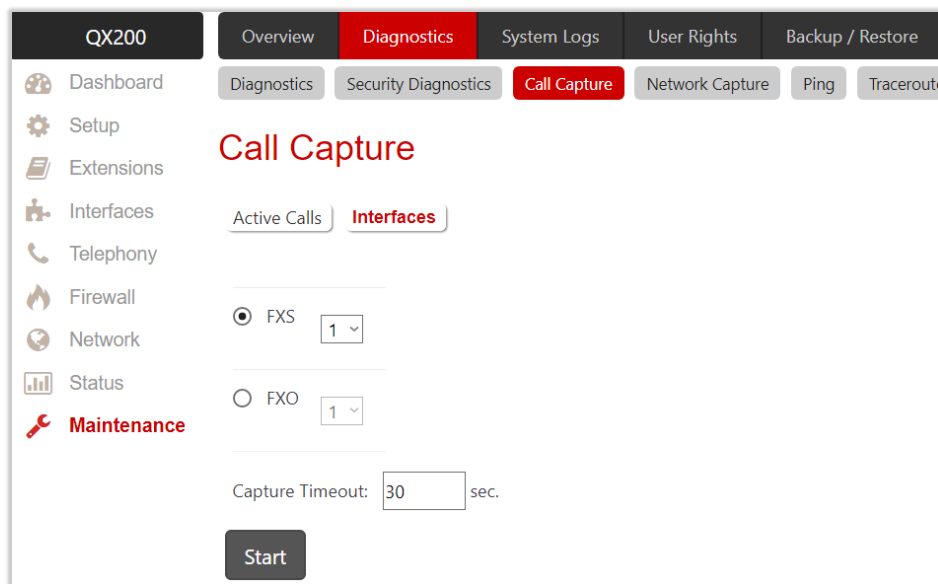 QX200
Overview
Diagnostics
System Logs
User Rights
Backup / Restore
Dashboard
Setup
Extensions
Interfaces
Telephony
Firewall
Network
Status
Maintenance
Diagnostics
Security Diagnostics
Call Capture
Network Capture
Ping
Traceroute
Call Capture
Active Calls
Interfaces
FXS
1
FXO
1
Capture Timeout: 30 sec.
Start